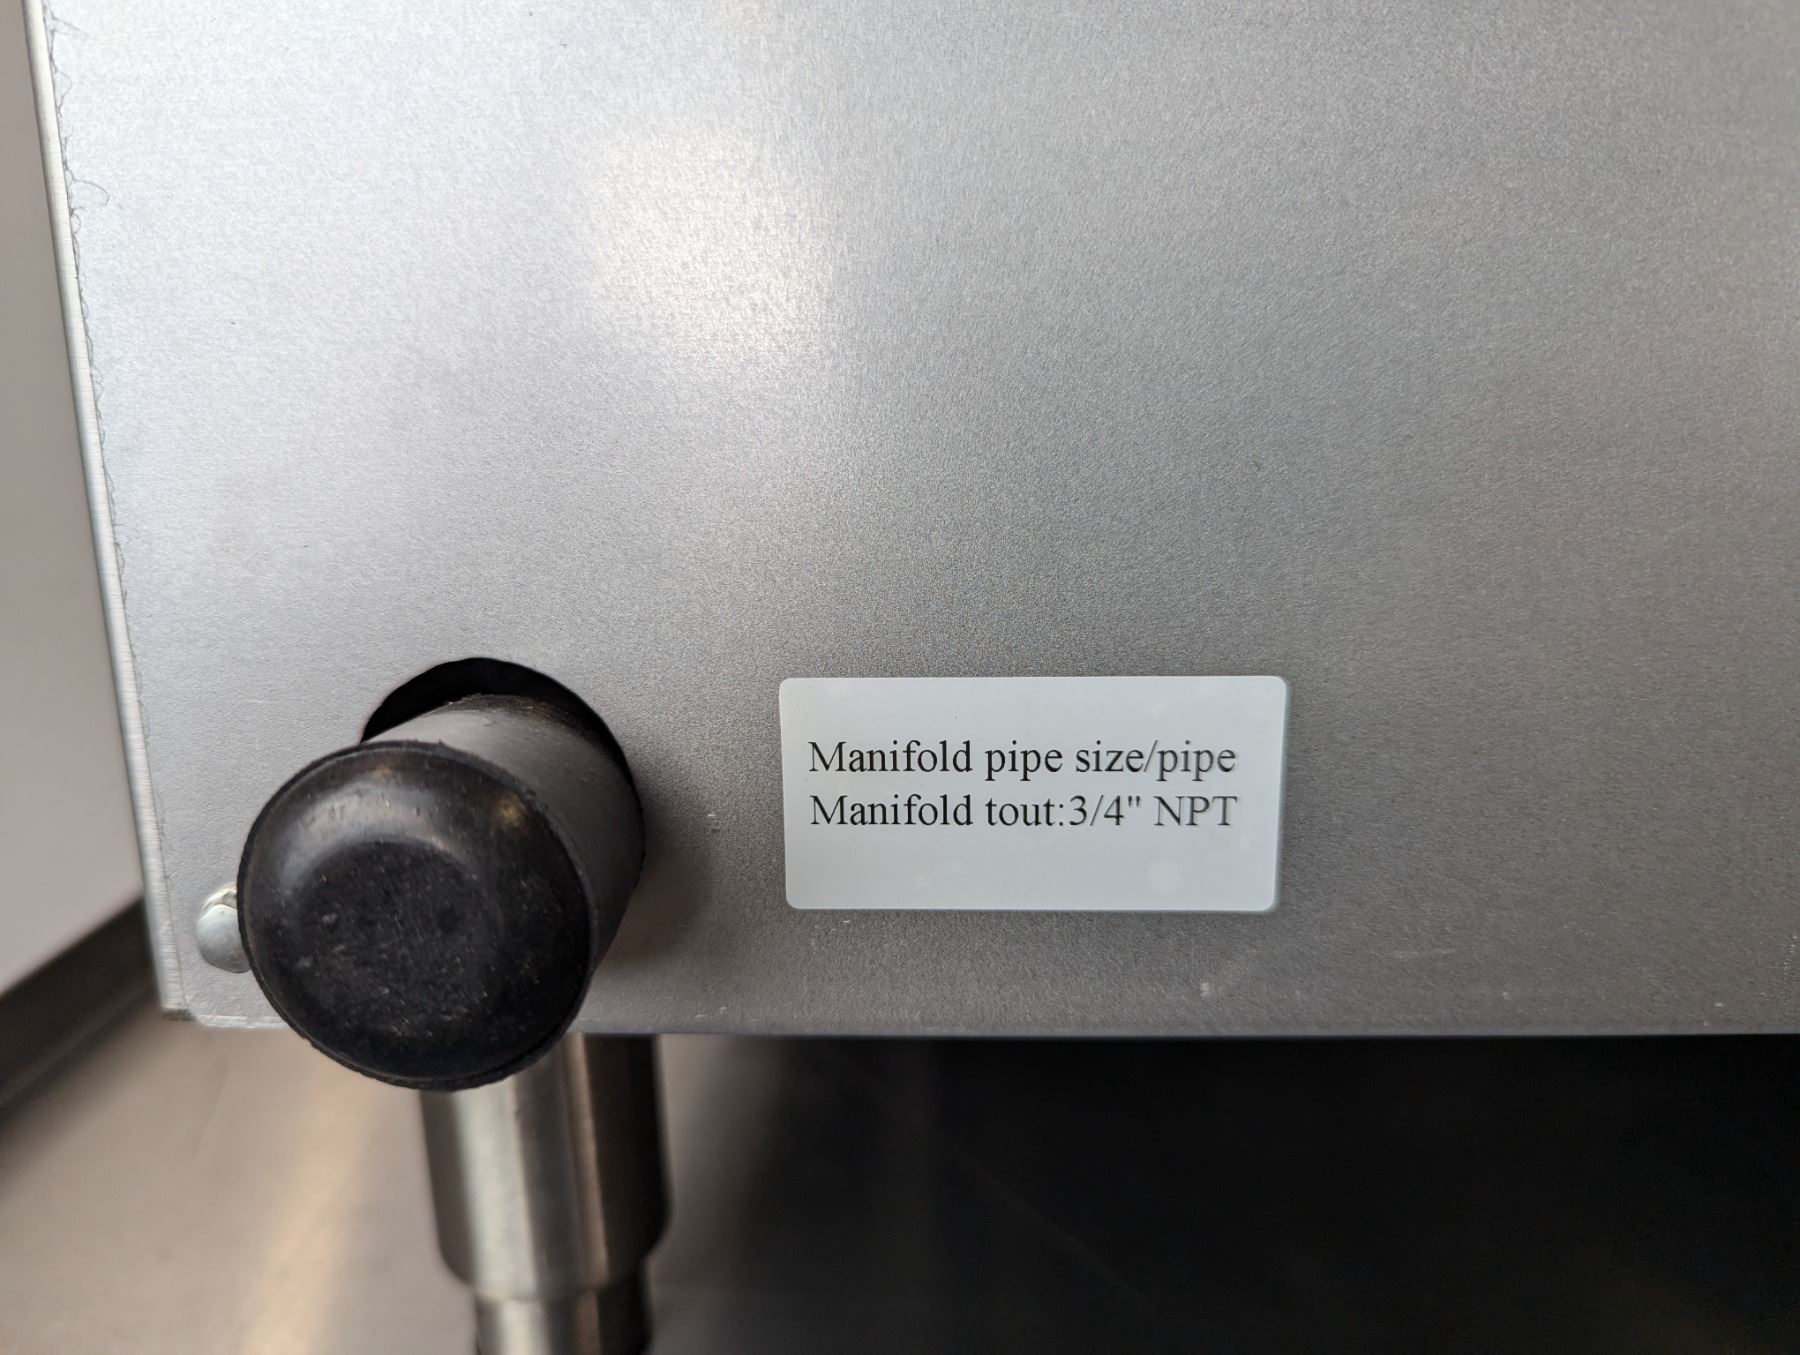 Manifold pipe size/pipe
Manifold tout:3/4" NPT